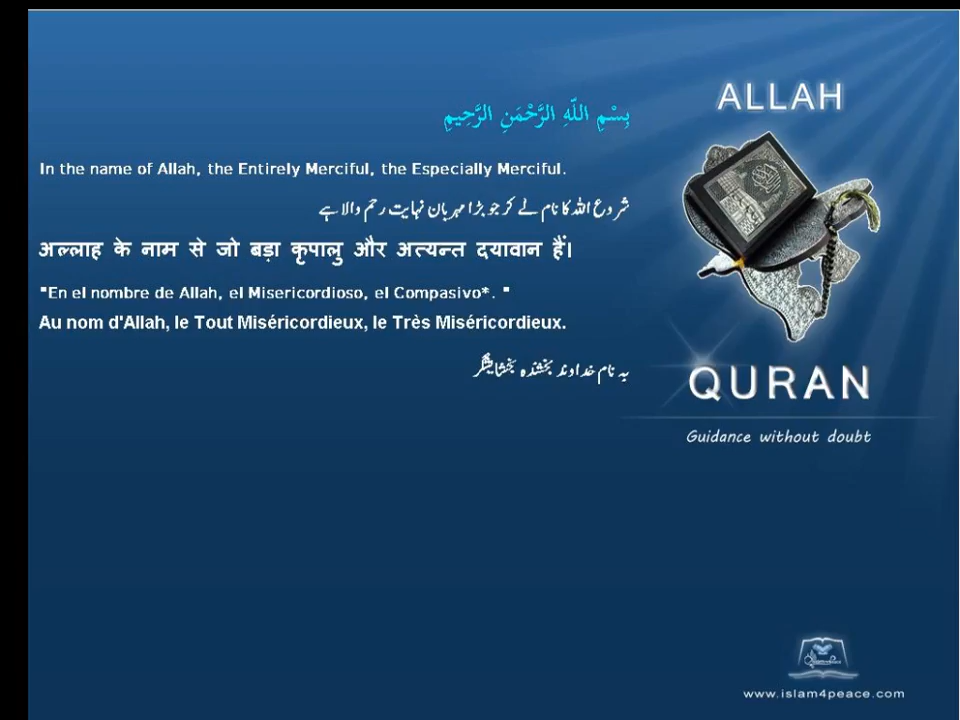 بِسْمِ اللَّهِ الرَّحْمَنِ الرَّحِيمِ
In the name of Allah, the Entirely Merciful, the Especially Merciful.
شروع الله کا نام لے کر جو بڑا مہربان نہایت رحم والا ہے
अल्लाह के नाम से जो बड़ा कृपालु और अत्यन्त दयावान हैं।
"En el nombre de Allah, el Misericordioso, el Compasivo*. "
Au nom d'Allah, le Tout Miséricordieux, le Très Miséricordieux.
به نام خداوند بخشنده بخشایشگر
ALLAH
QURAN
Guidance without doubt
www.islam4peace.com